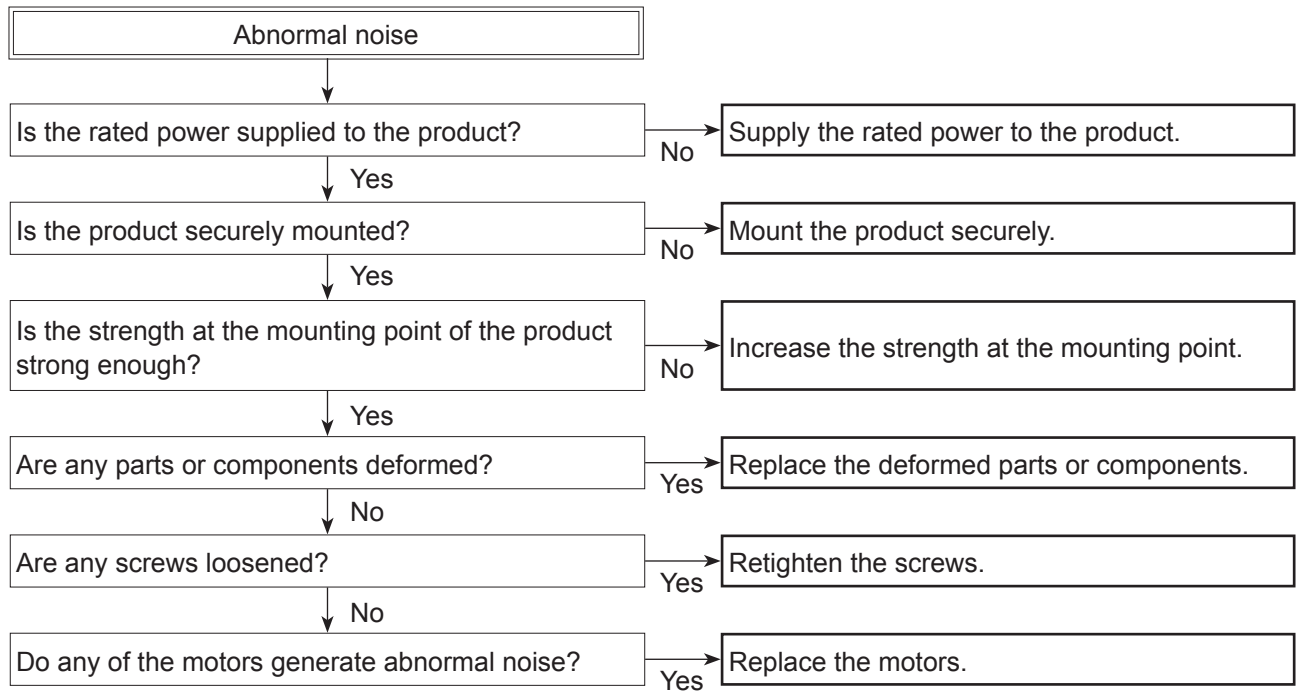 Abnormal noise
Is the rated power supplied to the product?
No
Supply the rated power to the product.
Yes
Is the product securely mounted?
No
Mount the product securely.
Yes
Is the strength at the mounting point of the product
strong enough?
No
Increase the strength at the mounting point.
Yes
Are any parts or components deformed?
Yes
Replace the deformed parts or components.
No
Are any screws loosened?
Yes
Retighten the screws.
No
Do any of the motors generate abnormal noise?
Yes
Replace the motors.